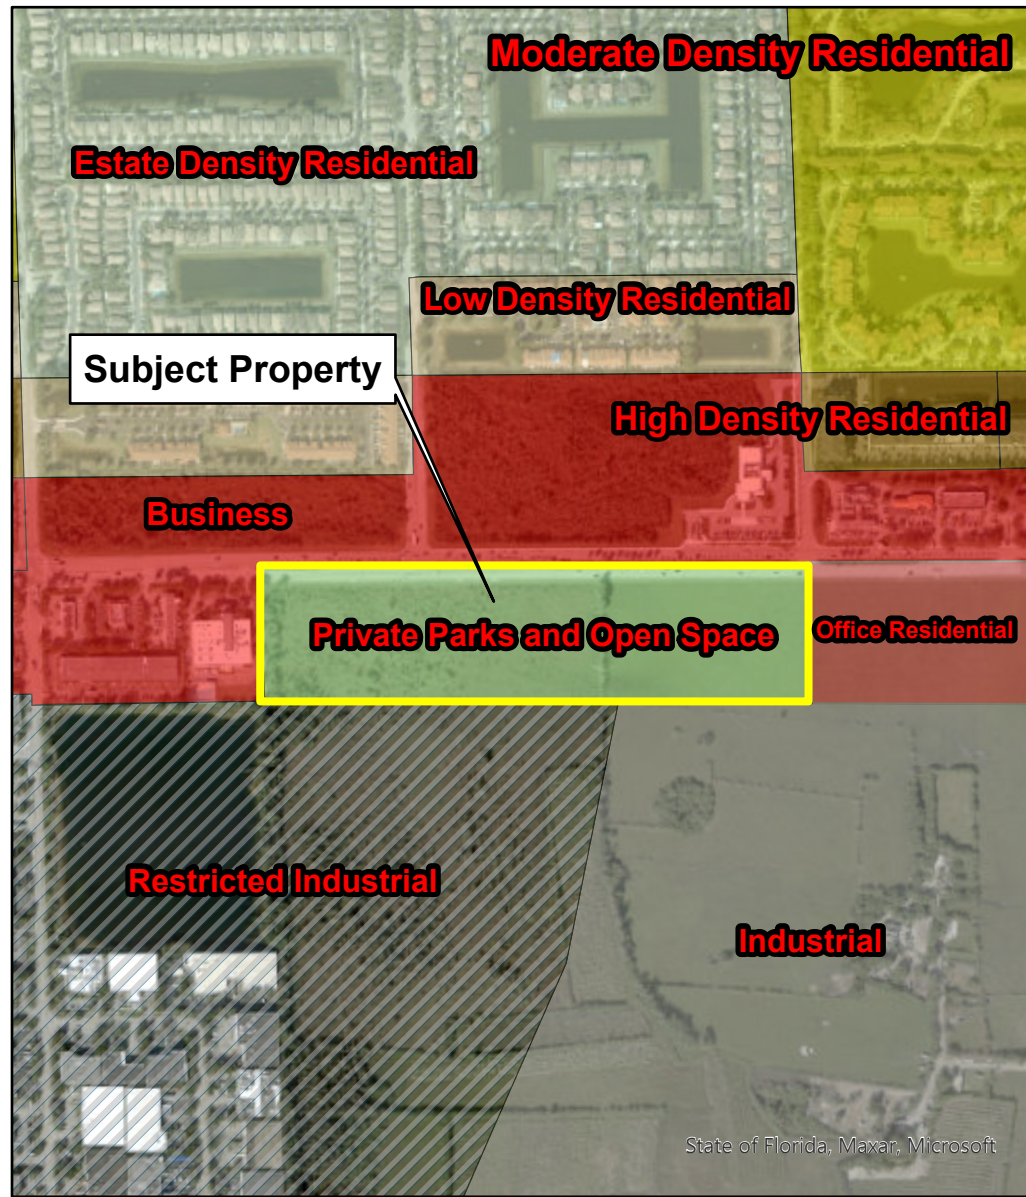 Moderate Density Residential
Estate Density Residential
Low Density Residential
Subject Property
High Density Residential
Business
Private Parks and Open Space
Office Residential
Restricted Industrial
Industrial
State of Florida, Maxar, Microsoft